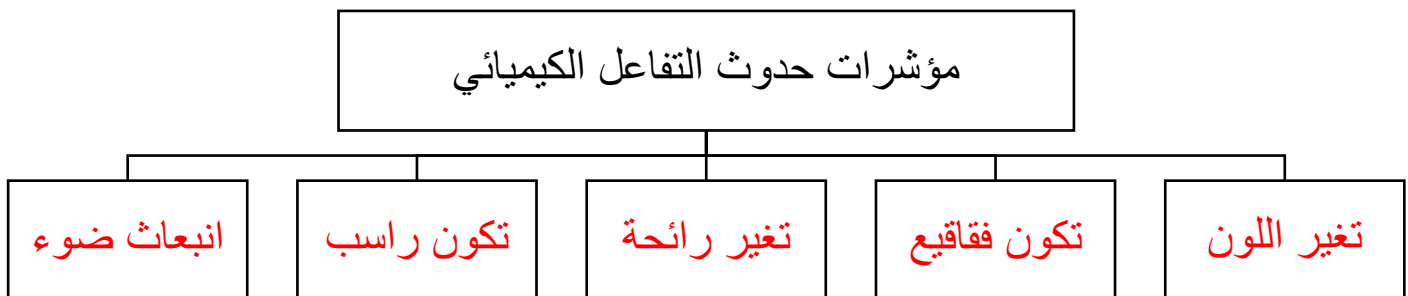 مؤشرات حدوث التفاعل الكيميائي
تغير اللون
تكون فقاقيع
تغير رائحة
تكون راسب
انبعاث ضوء